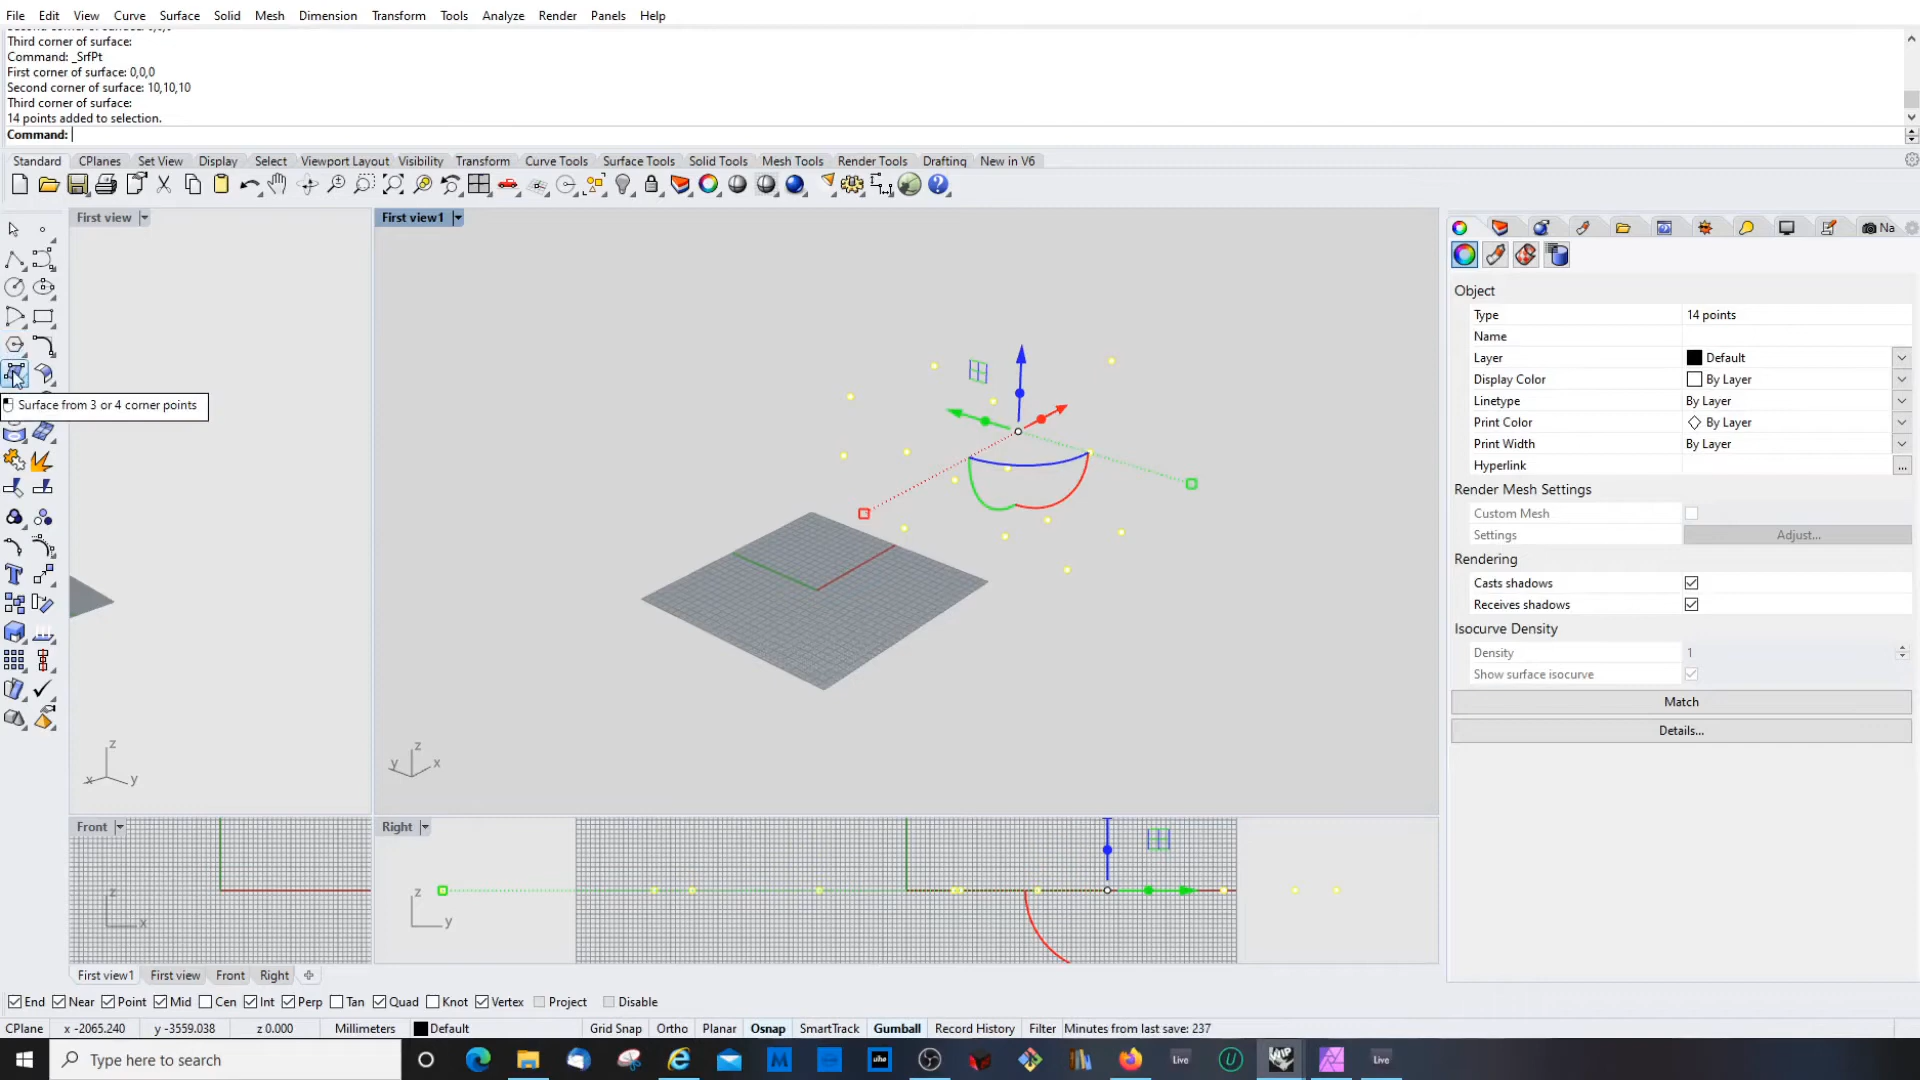 File Edit View Curve Surface Solid Mesh Dimension Transform Tools Analyze Render Panels Help
Third corner of surface:
Command: _SrfPt
First corner of surface: 0,0,0
Second corner of surface: 10,10,10
Third corner of surface:
14 points added to selection.
Command:
Standard CPlanes Set View Display Select Viewport Layout Visibility Transform Curve Tools Surface Tools Solid Tools Mesh Tools Render Tools Drafting New in V6
First view
First view1
Na
Object
Type 14 points
Name
Layer Default
Display Color By Layer
Linetype By Layer
Print Color By Layer
Print Width By Layer
Hyperlink ...
Render Mesh Settings
Custom Mesh
Settings Adjust...
Rendering
Casts shadows
Receives shadows
Isocurve Density
Density 1
Show surface isocurve
Match
Details...
Surface from 3 or 4 corner points
z
x y
z
y x
Front
Right
z
x
z
y
First view1 First view Front Right
End Near Point Mid Cen Int Perp Tan Quad Knot Vertex Project Disable
CPlane x -2065.240 y -3559.038 z 0.000 Millimeters Default Grid Snap Ortho Planar Osnap SmartTrack Gumball Record History Filter Minutes from last save: 237
Type here to search
uhe
Live
Live